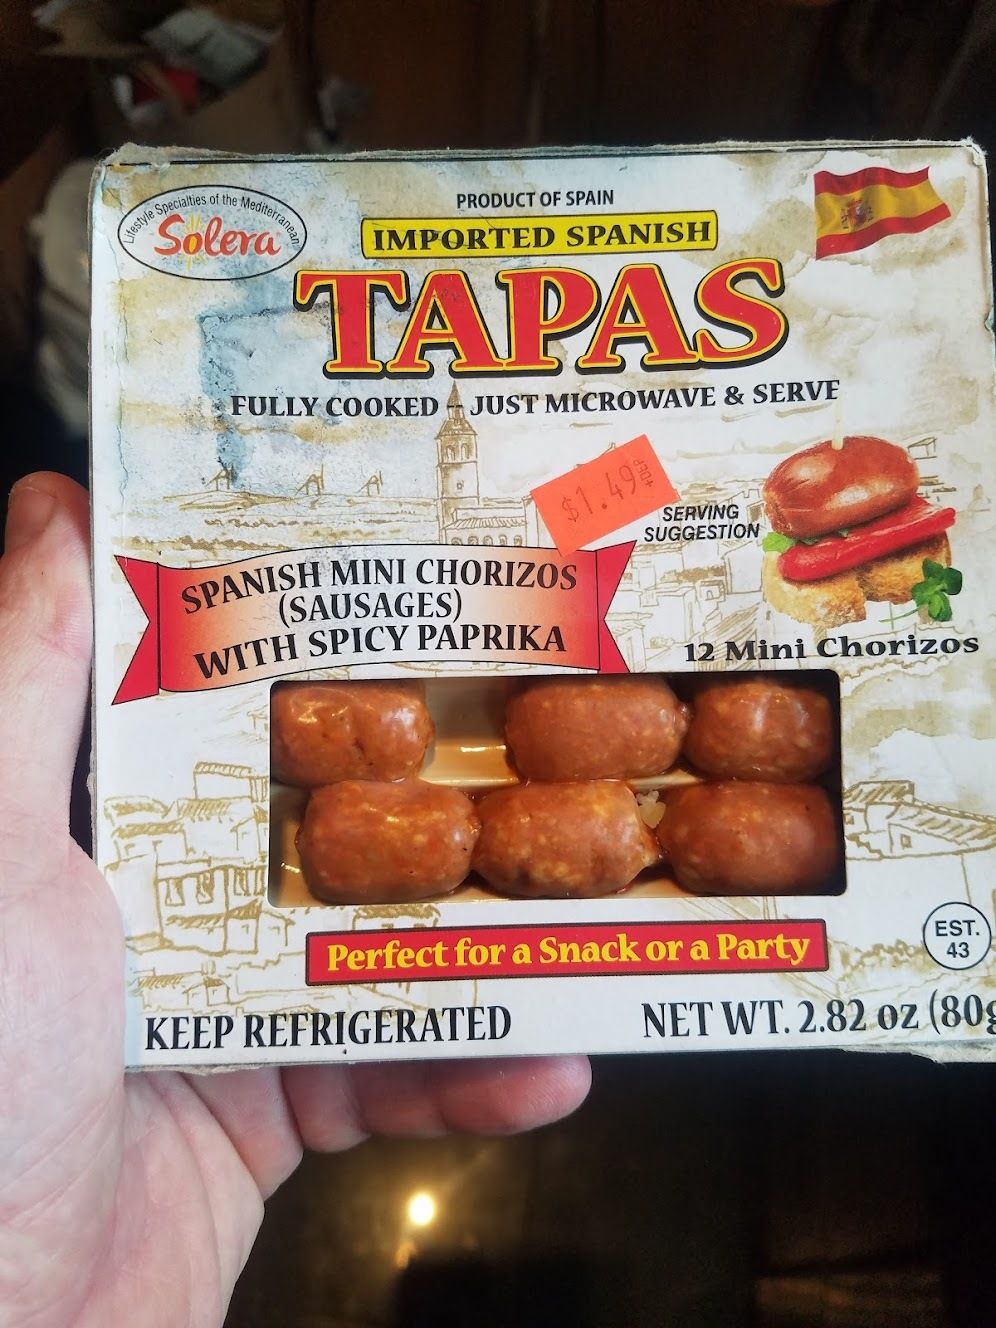 Lifestyle Specialties of the Mediterranean
Solera
PRODUCT OF SPAIN
IMPORTED SPANISH
TAPAS
FULLY COOKED - JUST MICROWAVE & SERVE
$1.49 +DEP
SERVING
SUGGESTION
SPANISH MINI CHORIZOS
(SAUSAGES)
WITH SPICY PAPRIKA
12 Mini Chorizos
Perfect for a Snack or a Party
EST.
43
KEEP REFRIGERATED
NET WT. 2.82 oz (80g